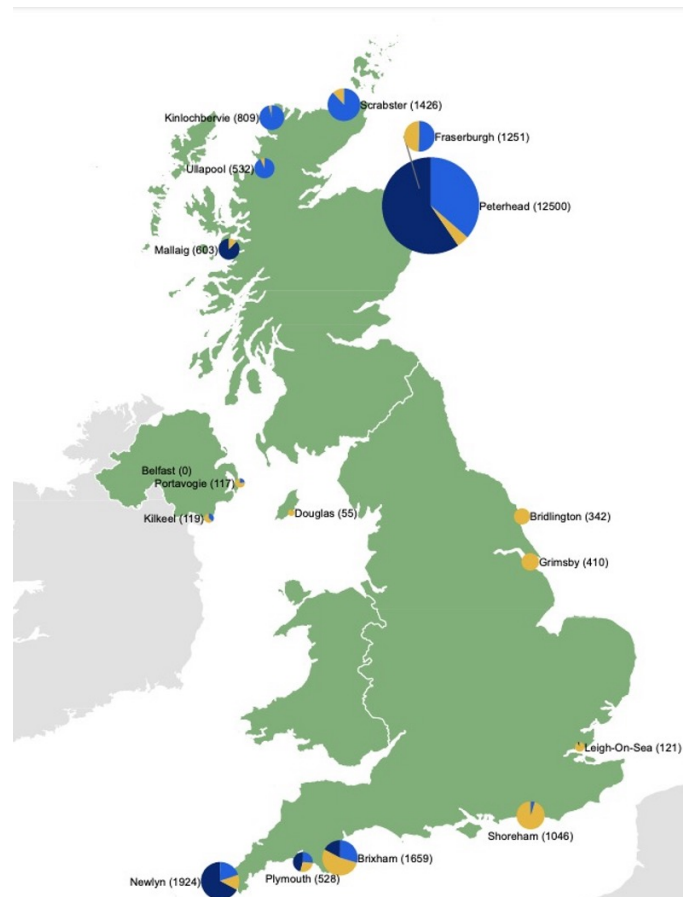 Scrabster (1426)
Kinlochbervie (809)
Fraserburgh (1251)
Ullapool (532)
Peterhead (12500)
Mallaig (603)
Belfast (0)
Portavogie (117)
Kilkeel (119)
Douglas (55)
Bridlington (342)
Grimsby (410)
Leigh-On-Sea (121)
Shoreham (1046)
Brixham (1659)
Plymouth (528)
Newlyn (1924)